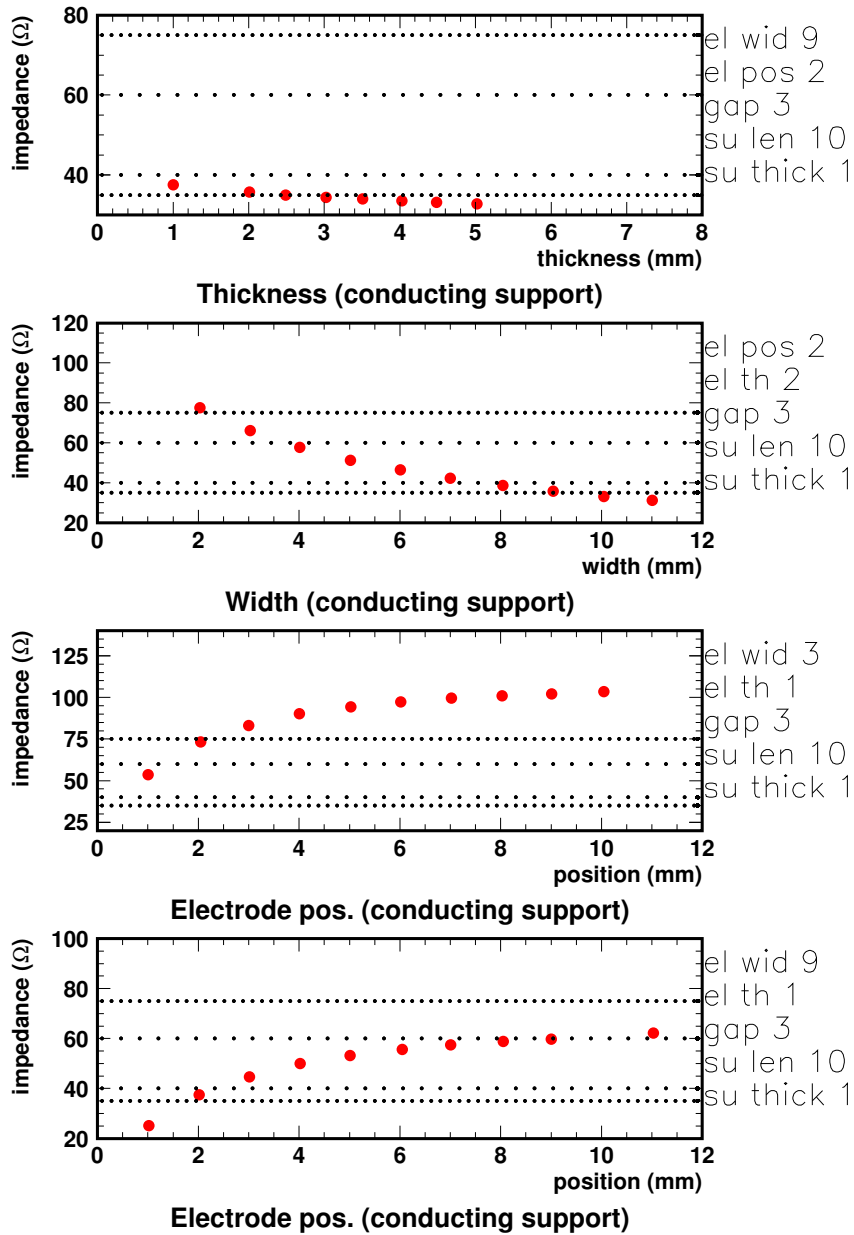 impedance (Ω)
80
60
40
0 1 2 3 4 5 6 7 8
thickness (mm)
el wid 9
el pos 2
gap 3
su len 10
su thick 1
Thickness (conducting support)
impedance (Ω)
120
100
80
60
40
20
0 2 4 6 8 10 12
width (mm)
el pos 2
el th 2
gap 3
su len 10
su thick 1
Width (conducting support)
impedance (Ω)
125
100
75
50
25
0 2 4 6 8 10 12
position (mm)
el wid 3
el th 1
gap 3
su len 10
su thick 1
Electrode pos. (conducting support)
impedance (Ω)
100
80
60
40
20
0 2 4 6 8 10 12
position (mm)
el wid 9
el th 1
gap 3
su len 10
su thick 1
Electrode pos. (conducting support)